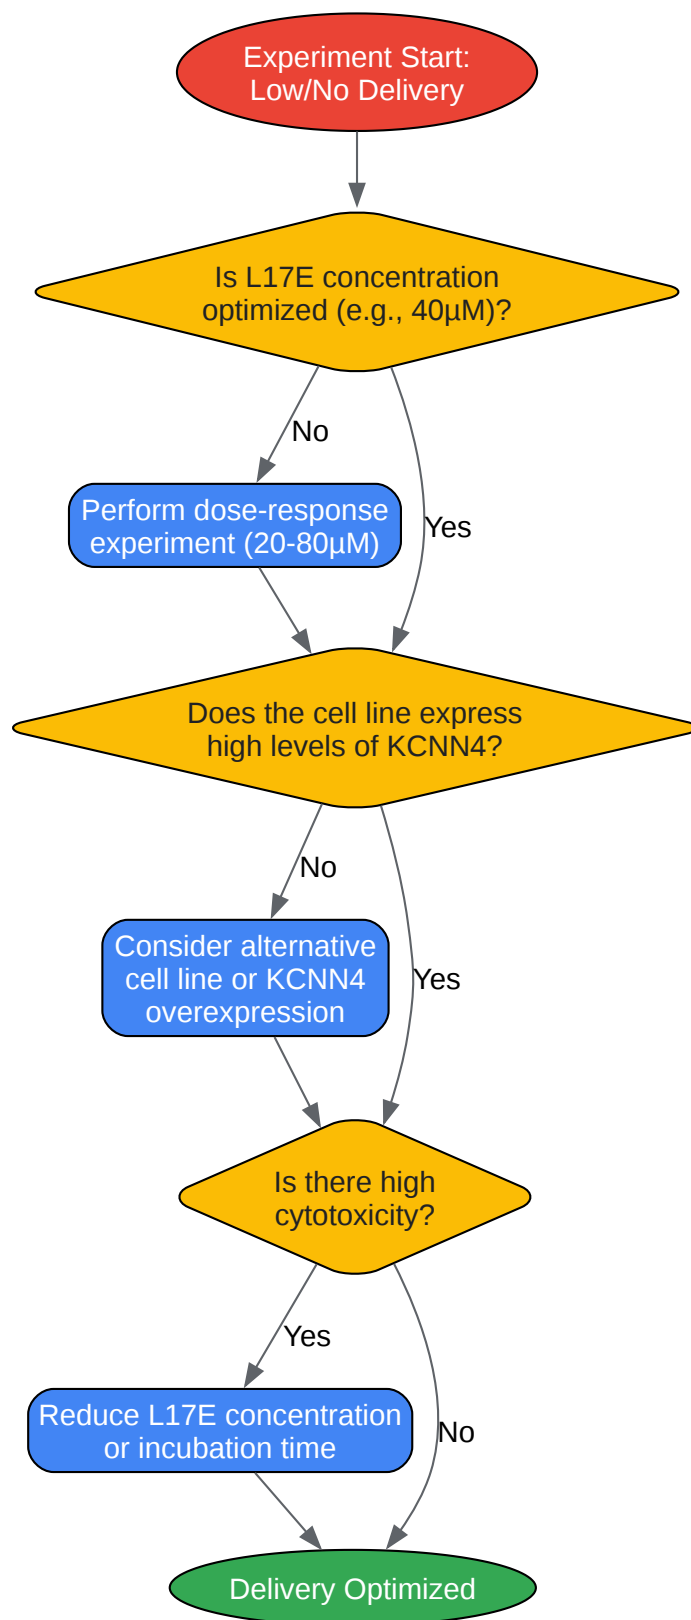 Experiment Start:
Low/No Delivery
Is L17E concentration
optimized (e.g., 40µM)?
No
Perform dose-response
experiment (20-80µM)
Yes
Does the cell line express
high levels of KCNN4?
No
Consider alternative
cell line or KCNN4
overexpression
Yes
Is there high
cytotoxicity?
Yes
Reduce L17E concentration
or incubation time
No
Delivery Optimized